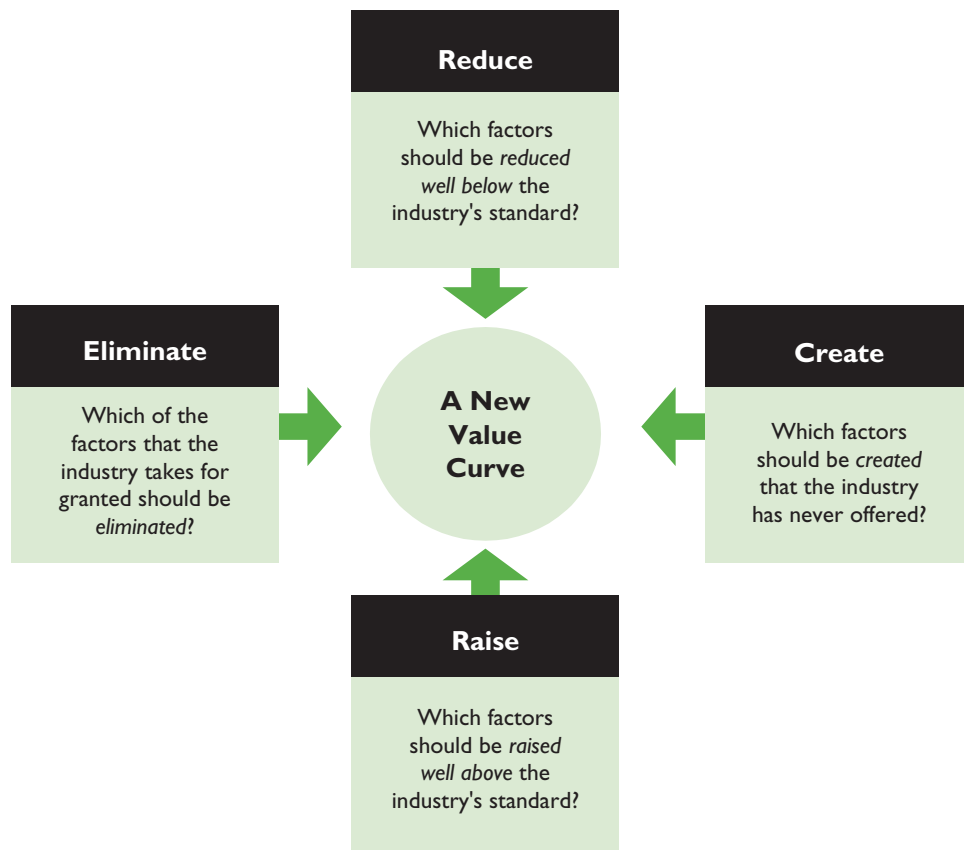 Reduce
Which factors
should be reduced
well below the
industry's standard?
Eliminate
Which of the
factors that the
industry takes for
granted should be
eliminated?
A New
Value
Curve
Create
Which factors
should be created
that the industry
has never offered?
Raise
Which factors
should be raised
well above the
industry's standard?